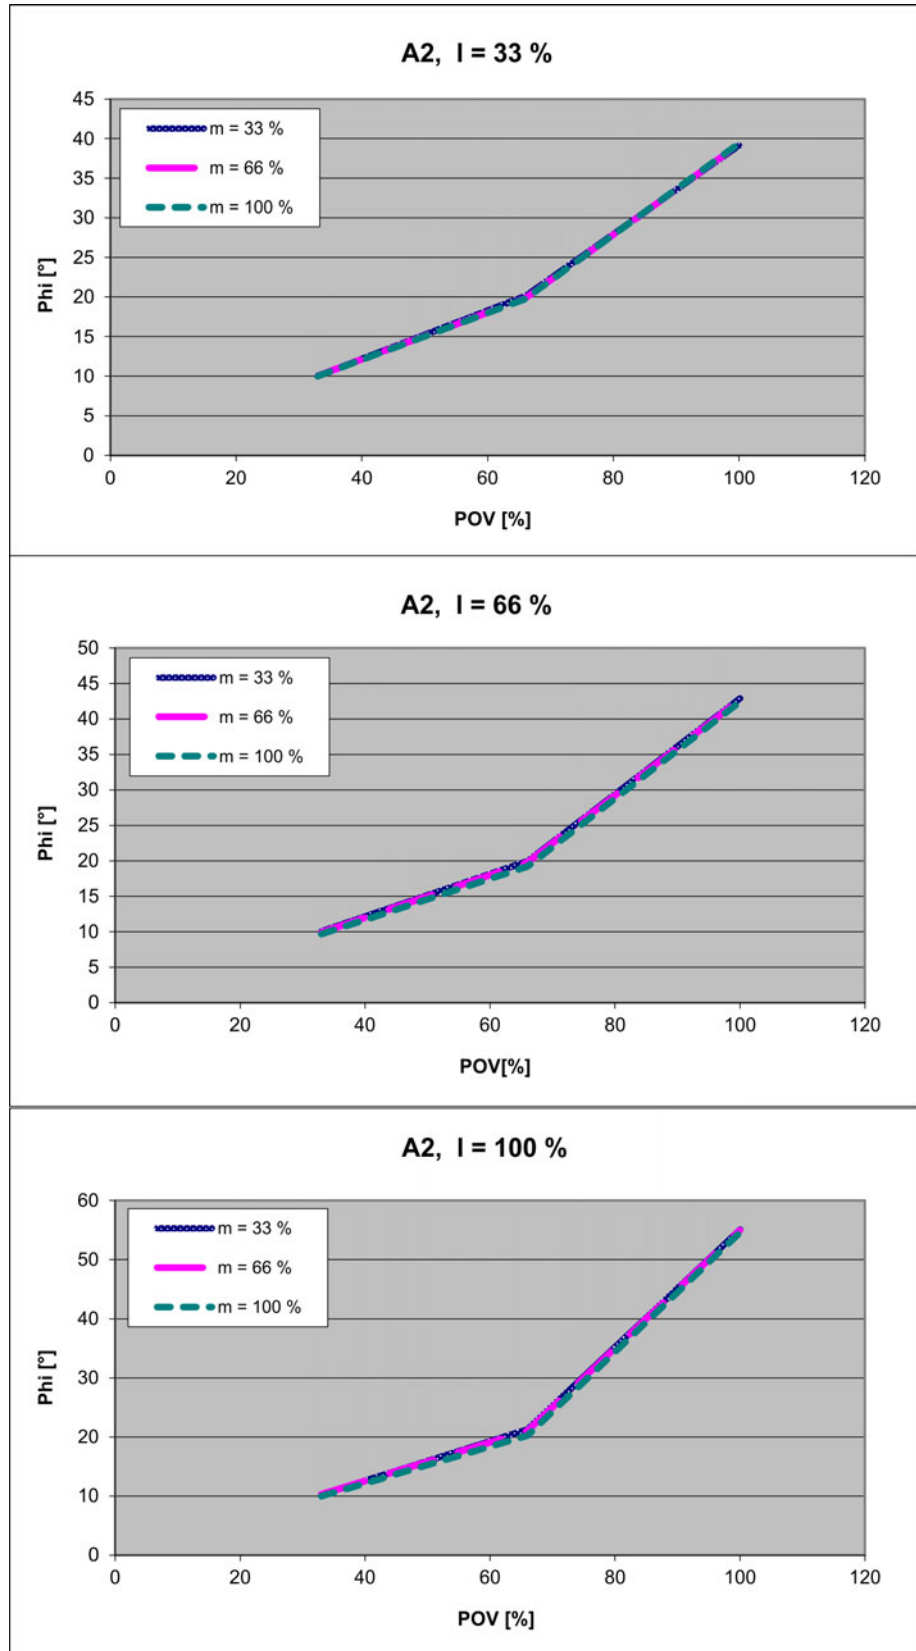 A2,  l = 33 %
45
40
35
30
25
20
15
10
5
0
Phi [°]
m = 33 %
m = 66 %
m = 100 %
0 20 40 60 80 100 120
POV [%]
A2,  l = 66 %
50
45
40
35
30
25
20
15
10
5
0
Phi [°]
m = 33 %
m = 66 %
m = 100 %
0 20 40 60 80 100 120
POV[%]
A2,  l = 100 %
60
50
40
30
20
10
0
Phi [°]
m = 33 %
m = 66 %
m = 100 %
0 20 40 60 80 100 120
POV [%]